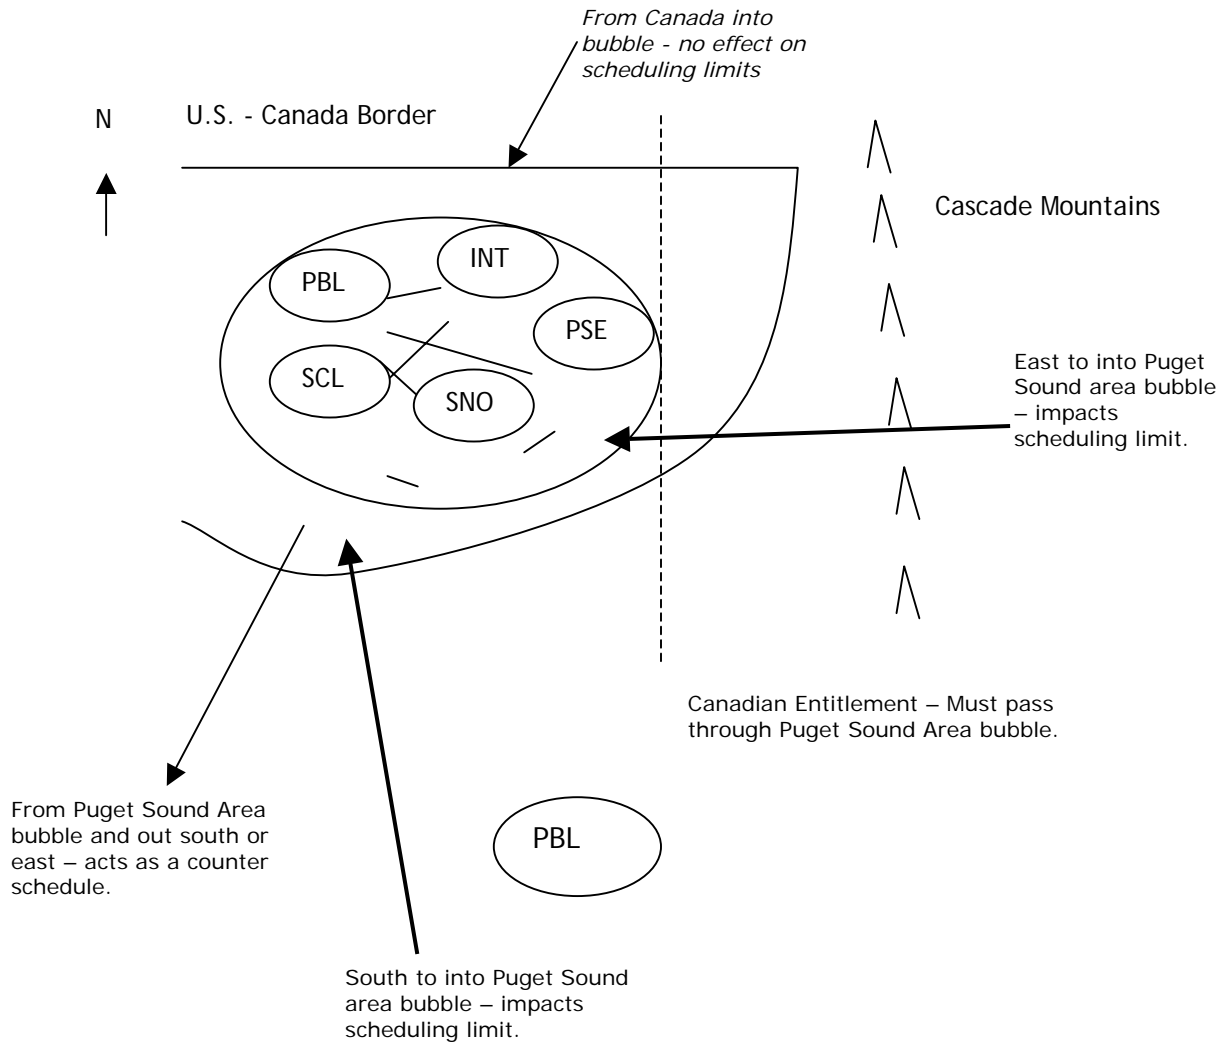 From Canada into
bubble - no effect on
scheduling limits
N
U.S. - Canada Border
Cascade Mountains
PBL
INT
PSE
SCL
SNO
East to into Puget
Sound area bubble
– impacts
scheduling limit.
Canadian Entitlement – Must pass
through Puget Sound Area bubble.
From Puget Sound Area
bubble and out south or
east – acts as a counter
schedule.
PBL
South to into Puget Sound
area bubble – impacts
scheduling limit.